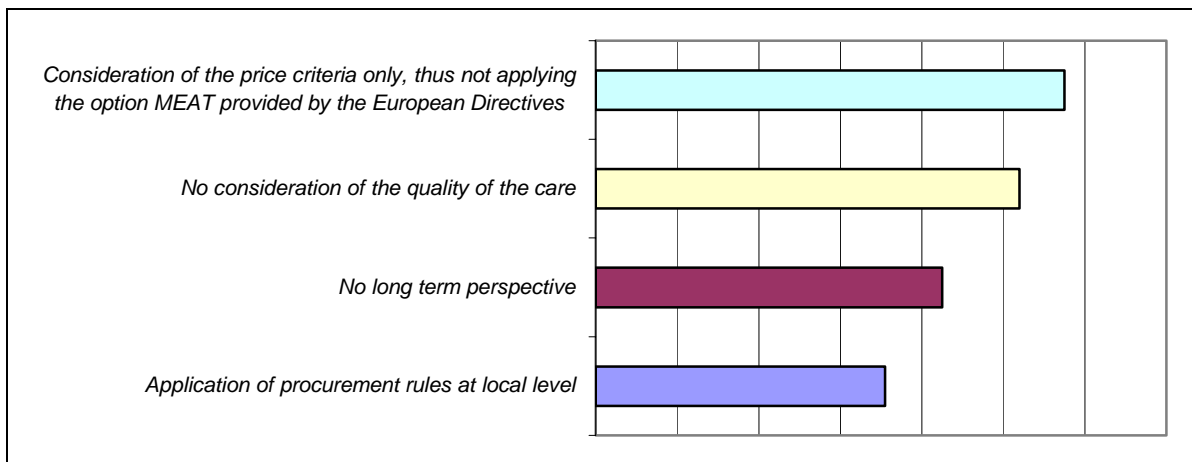 Consideration of the price criteria only, thus not applying
the option MEAT provided by the European Directives
No consideration of the quality of the care
No long term perspective
Application of procurement rules at local level